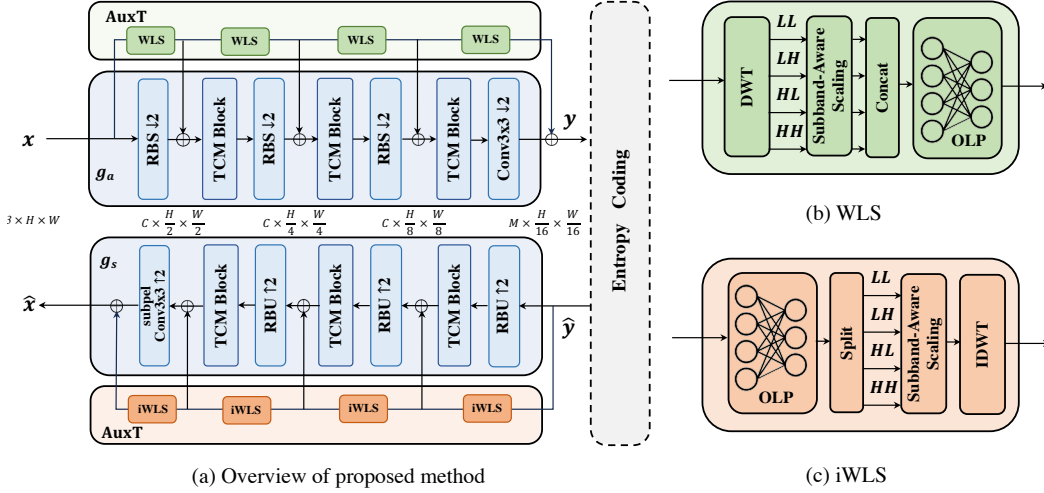 AuxT
WLS WLS WLS WLS
RBS ↓2
TCM Block
RBS ↓2
TCM Block
RBS ↓2
TCM Block
Conv3x3 ↓2
x
y
g_a
3 × H × W
C × H/2 × W/2
C × H/4 × W/4
C × H/8 × W/8
M × H/16 × W/16
g_s
subpel
Conv3x3 ↑2
TCM Block
RBU ↑2
TCM Block
RBU ↑2
TCM Block
RBU ↑2
x̂
ŷ
iWLS iWLS iWLS iWLS
AuxT
Entropy Coding
(a) Overview of proposed method
DWT
LL
LH
HL
HH
Subband-Aware
Scaling
Concat
OLP
(b) WLS
OLP
Split
LL
LH
HL
HH
Subband-Aware
Scaling
IDWT
(c) iWLS